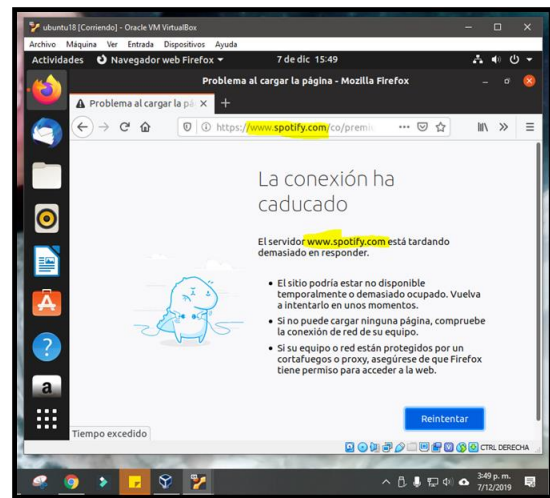 ubuntu18 [Corriendo] - Oracle VM VirtualBox
Archivo Máquina Ver Entrada Dispositivos Ayuda
Actividades Navegador web Firefox 7 de dic 15:49
Problema al cargar la página - Mozilla Firefox
Problema al cargar la pá
https://www.spotify.com/co/premi
La conexión ha
caducado
El servidor www.spotify.com está tardando
demasiado en responder.
El sitio podría estar no disponible
temporalmente o demasiado ocupado. Vuelva
a intentarlo en unos momentos.
Si no puede cargar ninguna página, compruebe
la conexión de red de su equipo.
Si su equipo o red están protegidos por un
cortafuegos o proxy, asegúrese de que Firefox
tiene permiso para acceder a la web.
Reintentar
Tiempo excedido
CTRL DERECHA
3:49 p. m.
7/12/2019